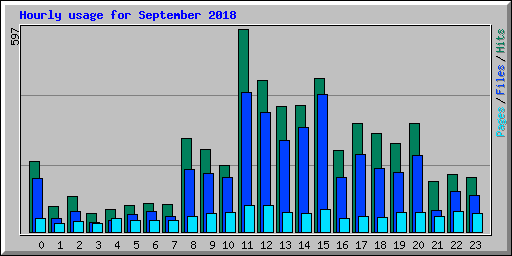 Hourly usage for September 2018
597
Pages / Files / Hits
0 1 2 3 4 5 6 7 8 9 10 11 12 13 14 15 16 17 18 19 20 21 22 23